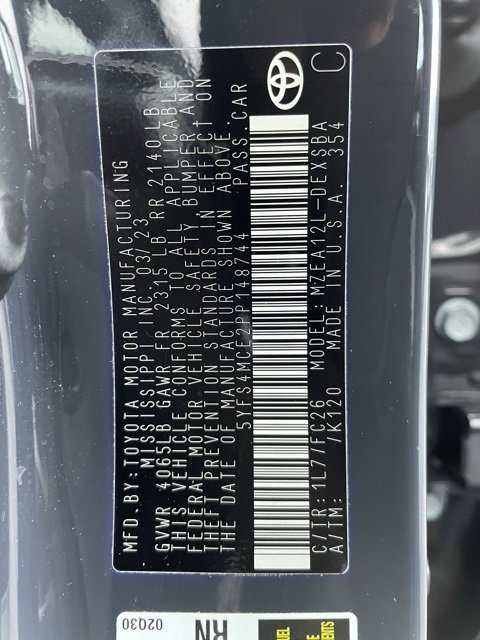 MFD. BY: TOYOTA MOTOR MANUFACTURING
MISSISSIPPI INC. 03/23
GVWR 4065LB GAWR FR 2315 LB RR 2140 LB
THIS VEHICLE CONFORMS TO ALL APPLICABLE
FEDERAL MOTOR VEHICLE SAFETY, BUMPER AND
THEFT PREVENTION STANDARDS IN EFFECT ON
THE DATE OF MANUFACTURE SHOWN ABOVE.
5YFS4MCE2PP148744 PASS. CAR
C/TR: 1L7/FC26 MODEL: MZEA12L-DEXSBA
A/TM: /K120 MADE IN U.S.A. 354
C
02Q30
RN